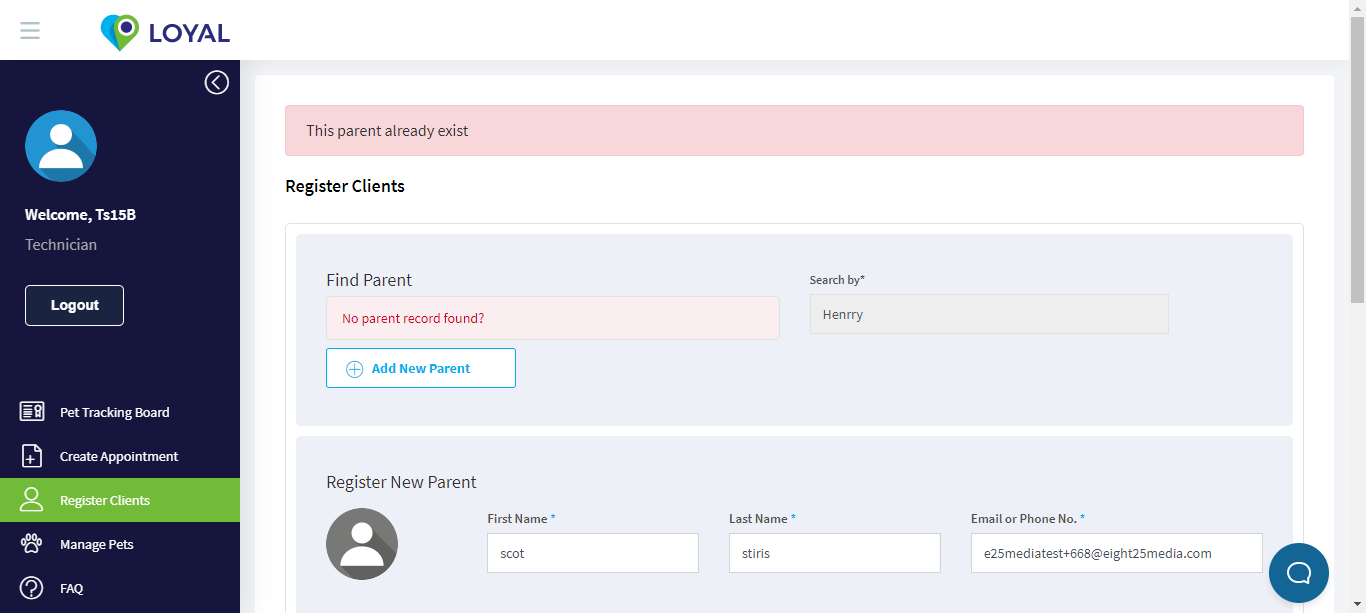 LOYAL
Welcome, Ts15B
Technician
Logout
Pet Tracking Board
Create Appointment
Register Clients
Manage Pets
FAQ
This parent already exist
Register Clients
Find Parent
No parent record found?
Add New Parent
Search by*
Henrry
Register New Parent
First Name *
scot
Last Name *
stiris
Email or Phone No. *
e25mediatest+668@eight25media.com